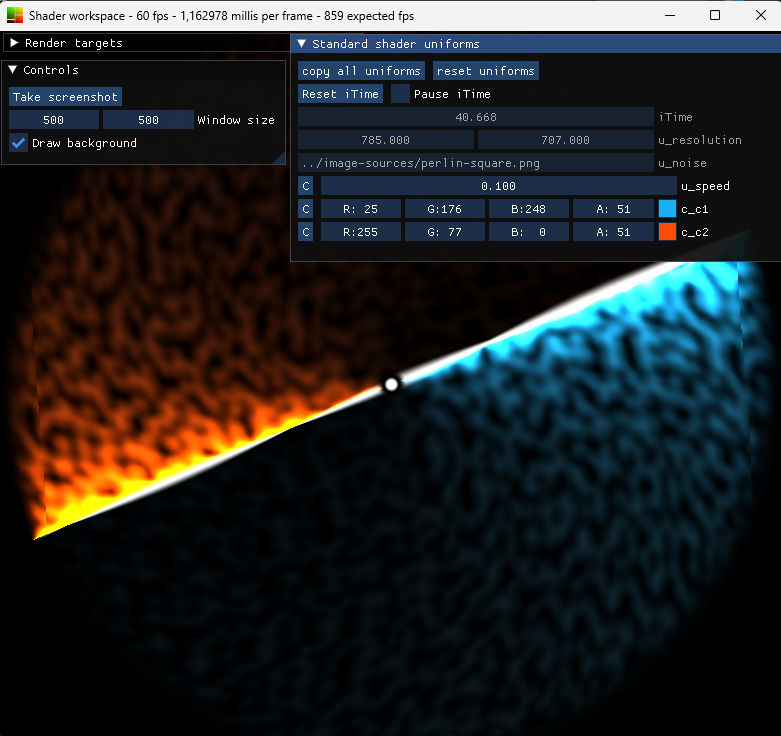 Shader workspace - 60 fps - 1,162978 millis per frame - 859 expected fps
Render targets
Standard shader uniforms
Controls
copy all uniforms reset uniforms
Take screenshot
Reset iTime Pause iTime
500 500 Window size
40.668 iTime
Draw background
785.000 707.000 u_resolution
../image-sources/perlin-square.png u_noise
C 0.100 u_speed
C R: 25 G:176 B:248 A: 51 c_c1
C R:255 G: 77 B: 0 A: 51 c_c2